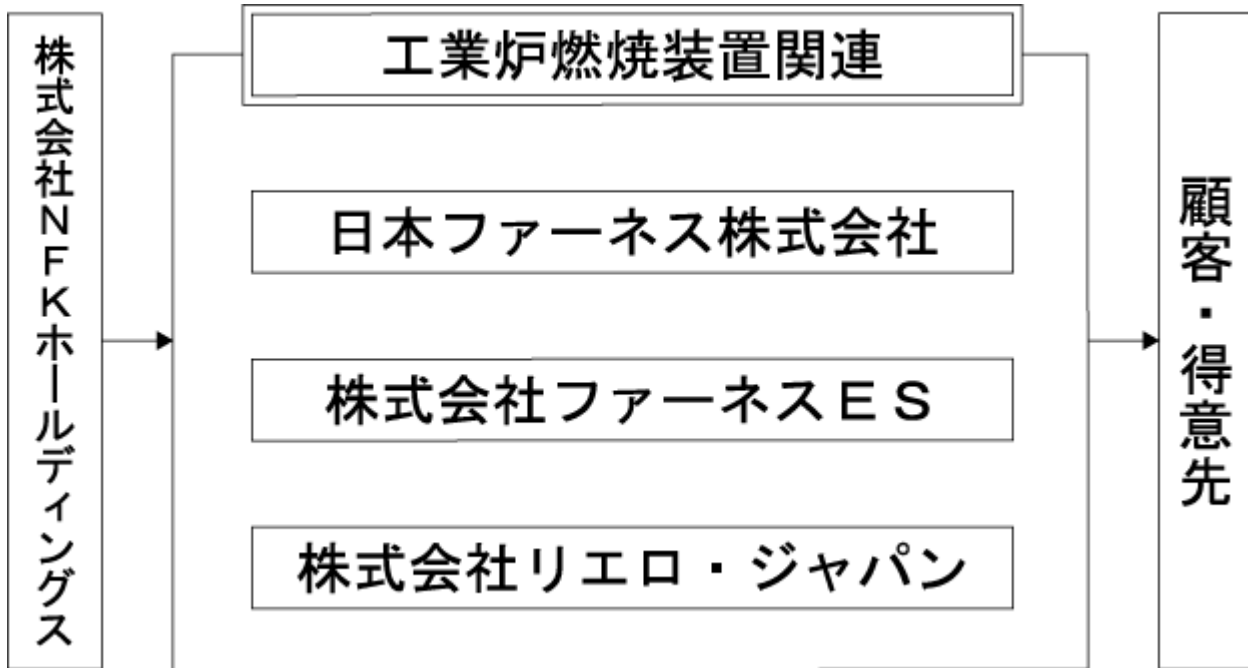 株式会社ＮＦＫホールディングス
工業炉燃焼装置関連
日本ファーネス株式会社
株式会社ファーネスＥＳ
株式会社リエロ・ジャパン
顧客・得意先